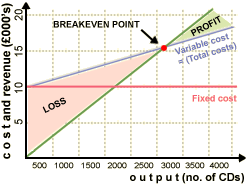 cost and revenue (£000's)
20
15
10
5
BREAKEVEN POINT
PROFIT
Variable cost
= (Total costs)
LOSS
Fixed cost
500 1000 1500 2000 2500 3000 3500 4000
output (no. of CDs)